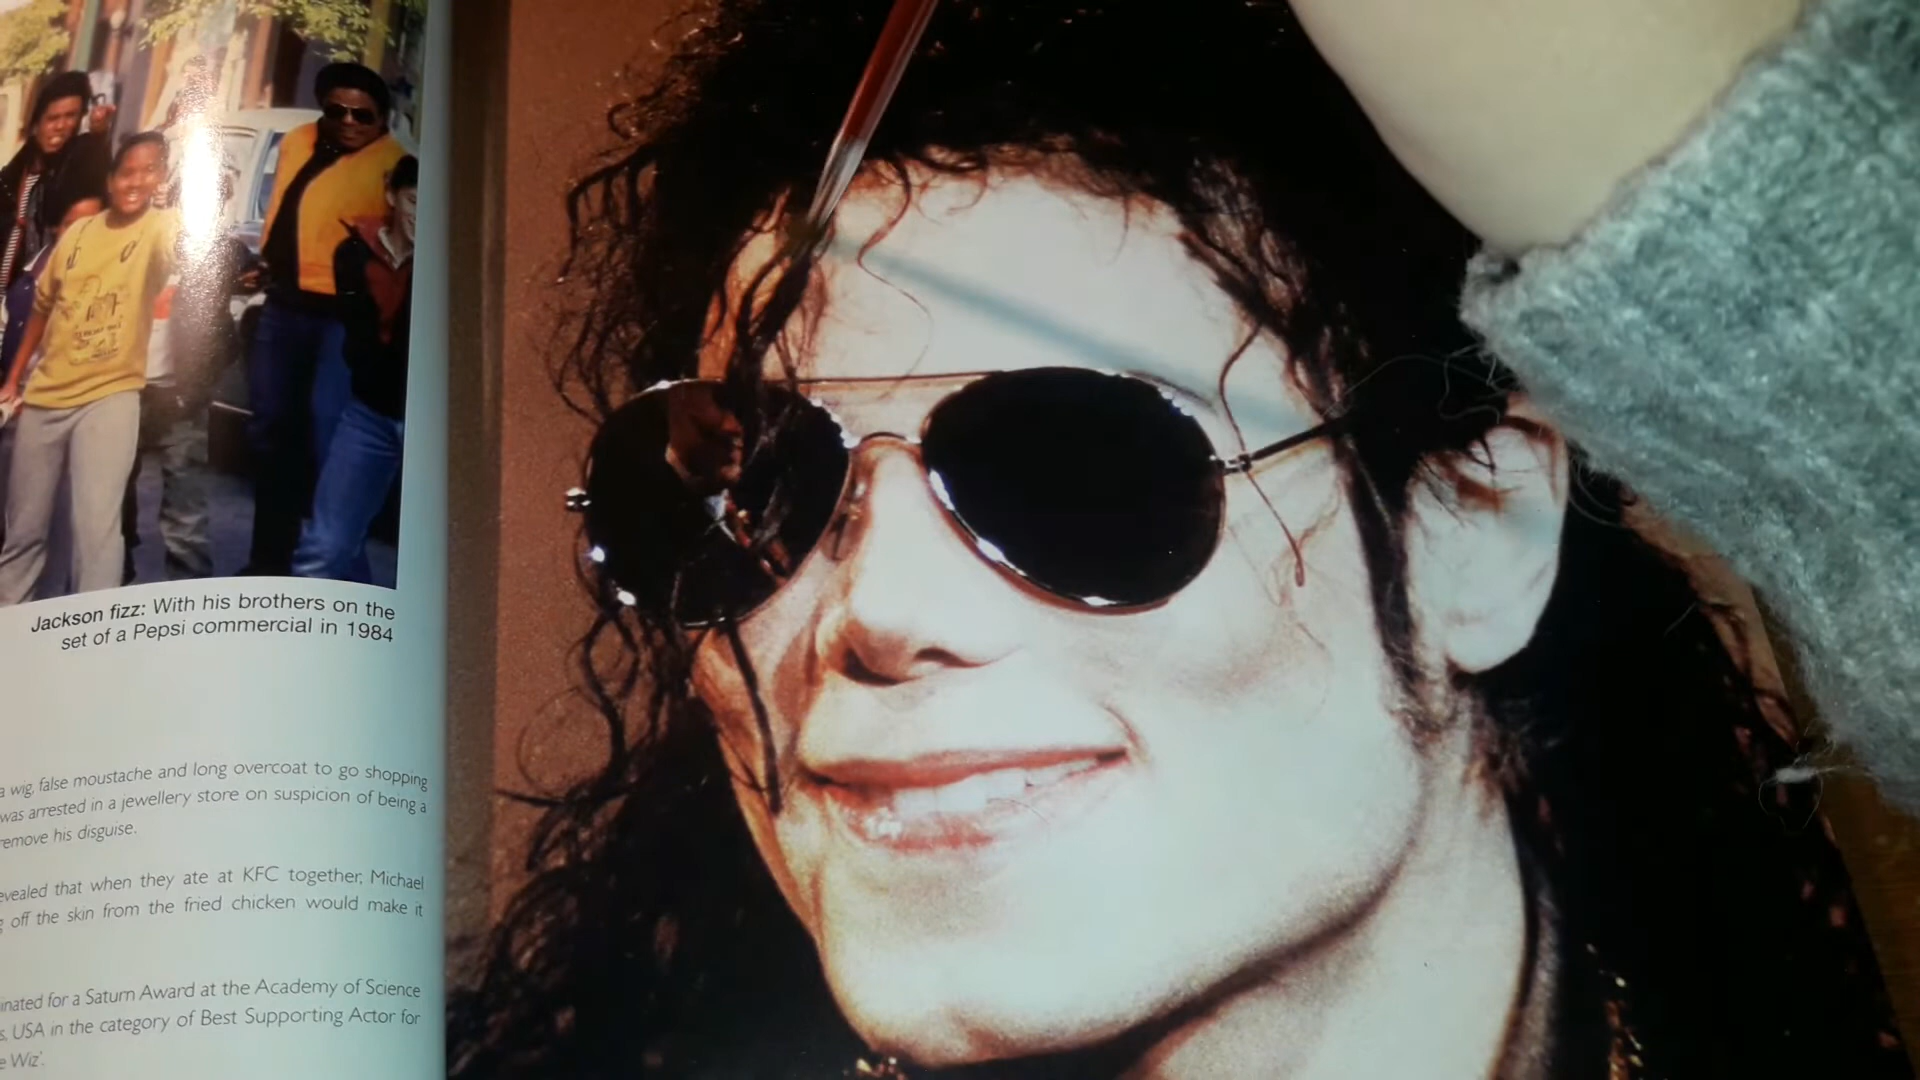 Jackson fizz: With his brothers on the
set of a Pepsi commercial in 1984
a wig, false moustache and long overcoat to go shopping
was arrested in a jewellery store on suspicion of being a
remove his disguise.
evealed that when they ate at KFC together, Michael
g off the skin from the fried chicken would make it
inated for a Saturn Award at the Academy of Science
s, USA in the category of Best Supporting Actor for
e Wiz'.